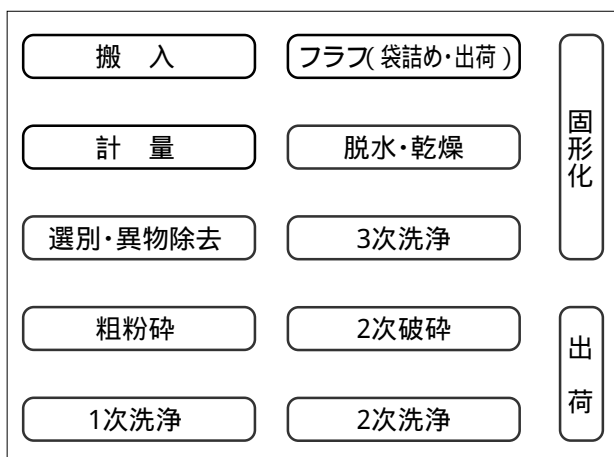 搬　入
計　量
選別・異物除去
粗粉砕
1次洗浄
フラフ(袋詰め・出荷)
脱水・乾燥
3次洗浄
2次破砕
2次洗浄
固形化
出　荷